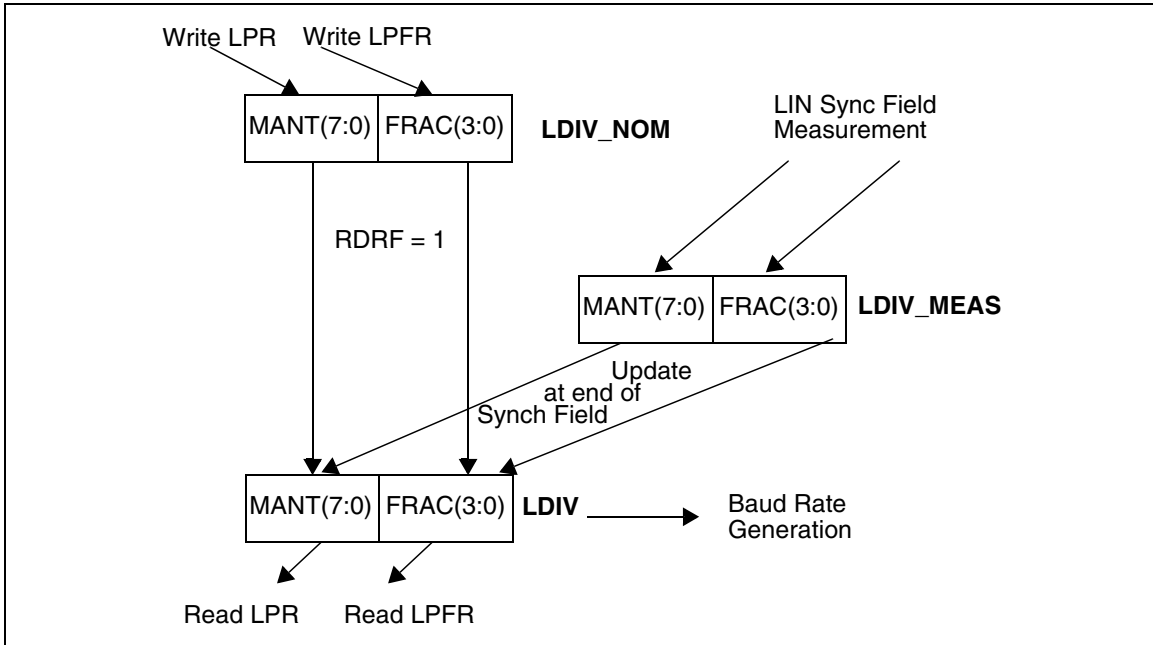 Write LPR Write LPFR
MANT(7:0) FRAC(3:0) LDIV_NOM
LIN Sync Field
Measurement
RDRF = 1
MANT(7:0) FRAC(3:0) LDIV_MEAS
Update
at end of
Synch Field
MANT(7:0) FRAC(3:0) LDIV
Baud Rate
Generation
Read LPR Read LPFR